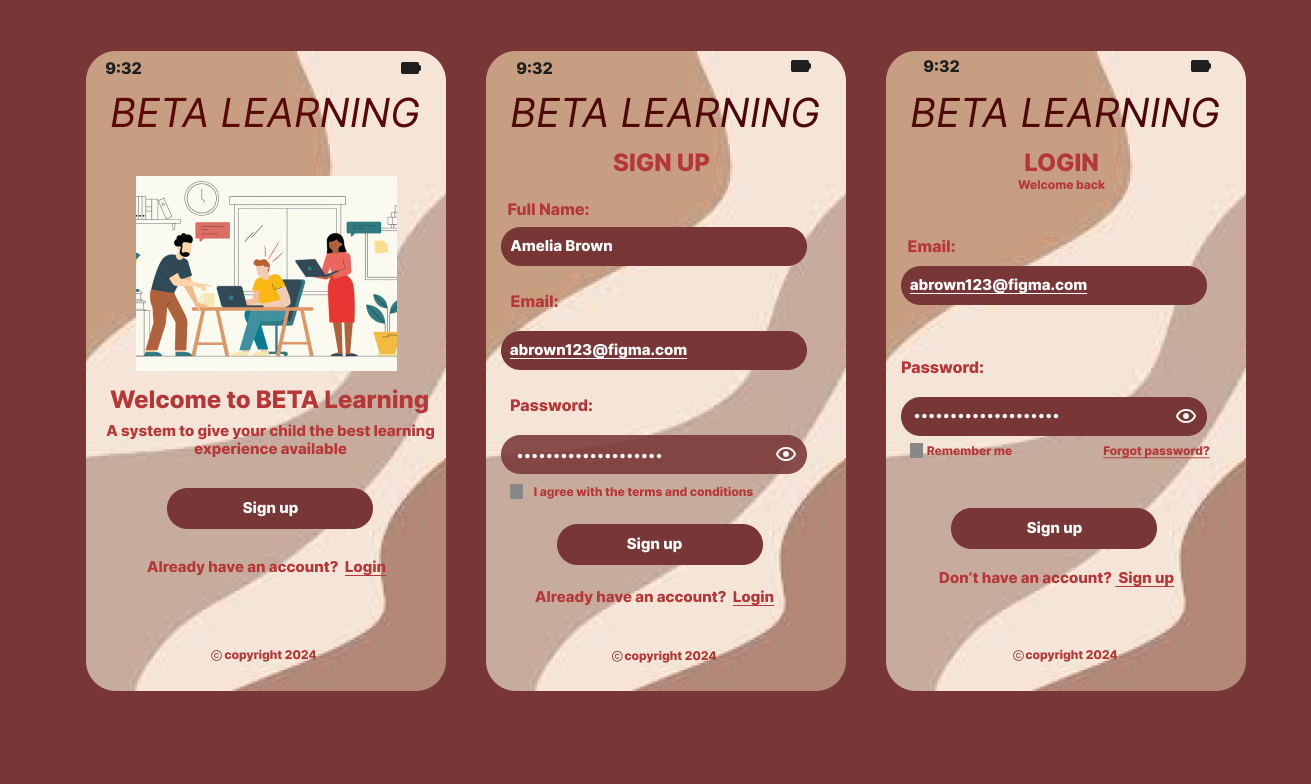 9:32
BETA LEARNING
Welcome to BETA Learning
A system to give your child the best learning
experience available
Sign up
Already have an account? Login
© copyright 2024
9:32
BETA LEARNING
SIGN UP
Full Name:
Amelia Brown
Email:
abrown123@figma.com
Password:
••••••••••••••••••••
I agree with the terms and conditions
Sign up
Already have an account? Login
© copyright 2024
9:32
BETA LEARNING
LOGIN
Welcome back
Email:
abrown123@figma.com
Password:
••••••••••••••••••••
Remember me Forgot password?
Sign up
Don’t have an account? Sign up
© copyright 2024